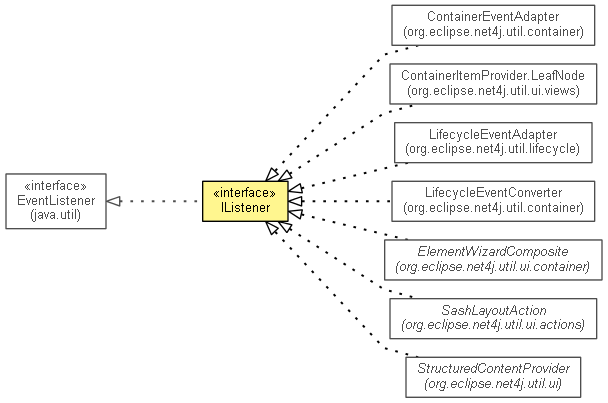 ContainerEventAdapter
(org.eclipse.net4j.util.container)
ContainerItemProvider.LeafNode
(org.eclipse.net4j.util.ui.views)
LifecycleEventAdapter
(org.eclipse.net4j.util.lifecycle)
«interface»
EventListener
(java.util)
«interface»
IListener
LifecycleEventConverter
(org.eclipse.net4j.util.container)
ElementWizardComposite
(org.eclipse.net4j.util.ui.container)
SashLayoutAction
(org.eclipse.net4j.util.ui.actions)
StructuredContentProvider
(org.eclipse.net4j.util.ui)